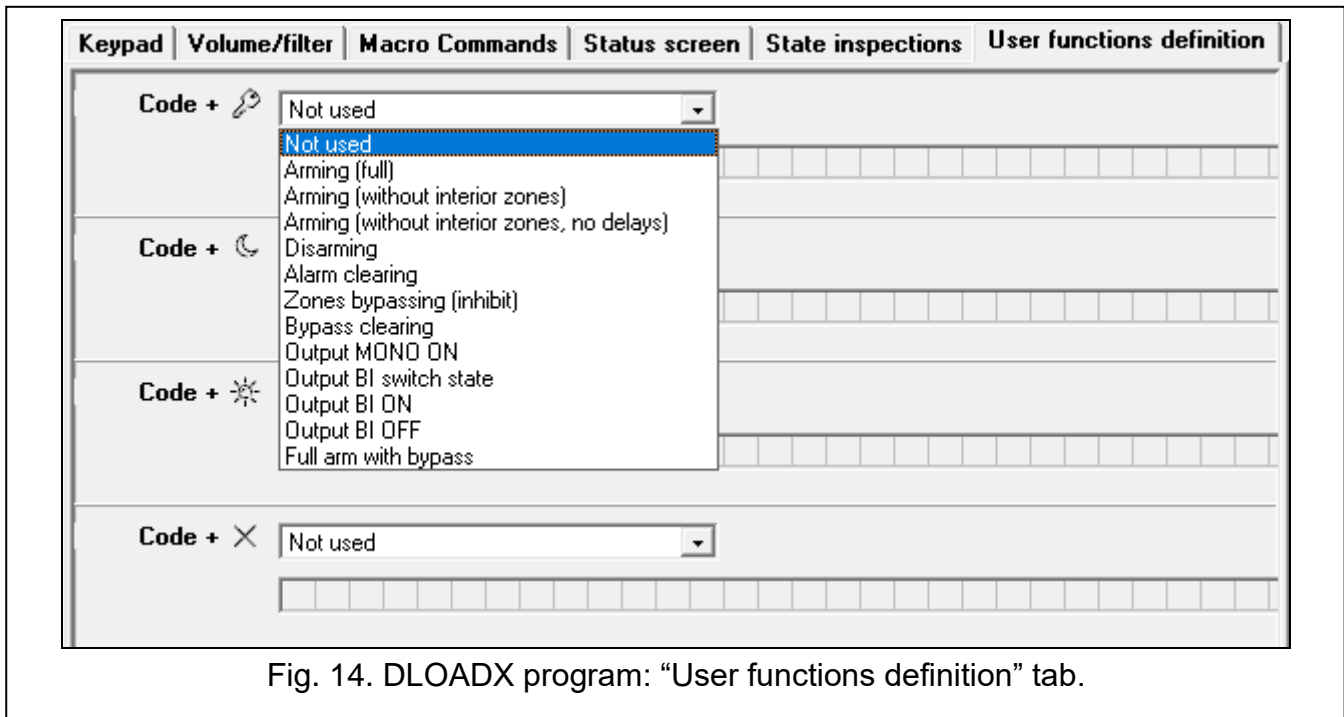 Keypad Volume/filter Macro Commands Status screen State inspections User functions definition
Code + Not used
Not used
Arming (full)
Arming (without interior zones)
Arming (without interior zones, no delays)
Code + Disarming
Alarm clearing
Zones bypassing (inhibit)
Bypass clearing
Output MONO ON
Output BI switch state
Code + Output BI ON
Output BI OFF
Full arm with bypass
Code + Not used
Fig. 14. DLOADX program: “User functions definition” tab.